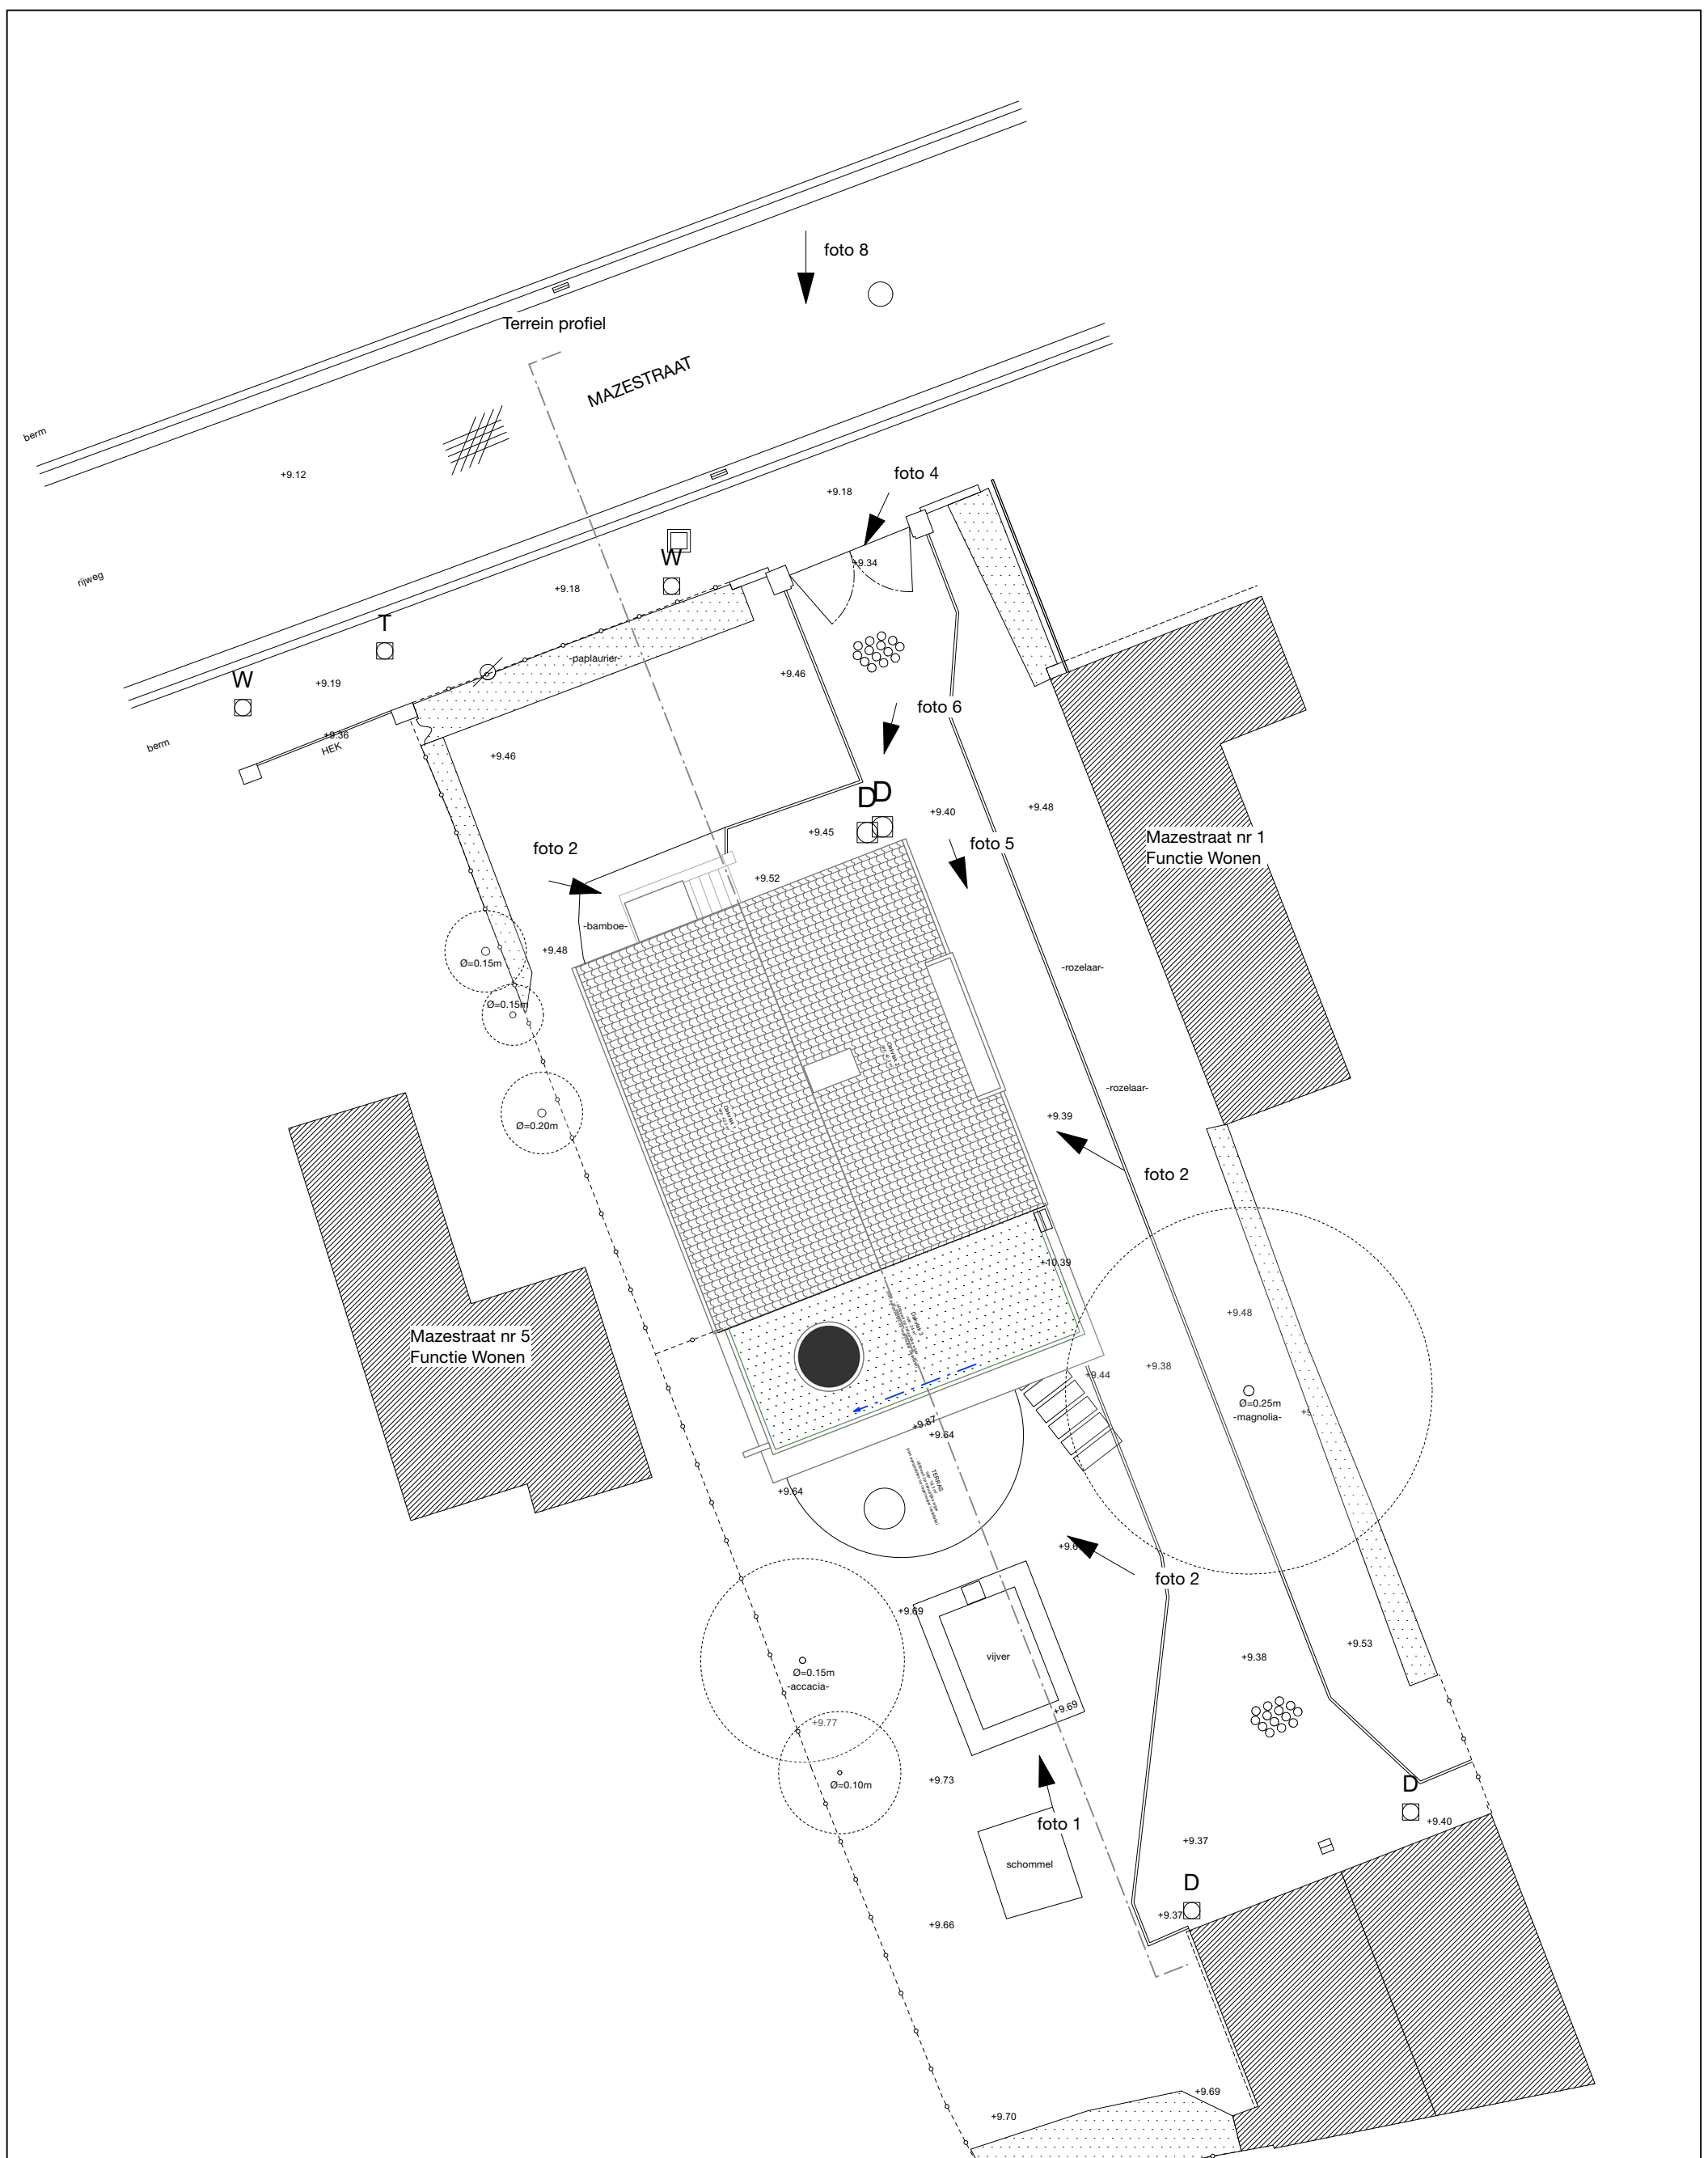 foto 8
Terrein profiel
MAZESTRAAT
berm
+9.12
foto 4
+9.18
W
+9.34
rijweg
+9.18
T
-paplaurier-
+9.46
W
+9.19
foto 6
+9.36
HEK
berm
+9.46
DD
+9.40
+9.48
+9.45
Mazestraat nr 1
Functie Wonen
foto 2
foto 5
+9.52
-bamboe-
+9.48
Ø=0.15m
-rozelaar-
Ø=0.15m
-rozelaar-
+9.39
Ø=0.20m
foto 2
+10.39
+9.48
Mazestraat nr 5
Functie Wonen
+9.38
+9.44
Ø=0.25m
-magnolia-
+9.87
+9.64
TERRAS
+9.64
foto 2
+9.69
+9.53
vijver
+9.38
Ø=0.15m
-accacia-
+9.69
+9.77
+9.73
Ø=0.10m
D
foto 1
+9.40
+9.37
schommel
D
+9.37
+9.66
+9.69
+9.70